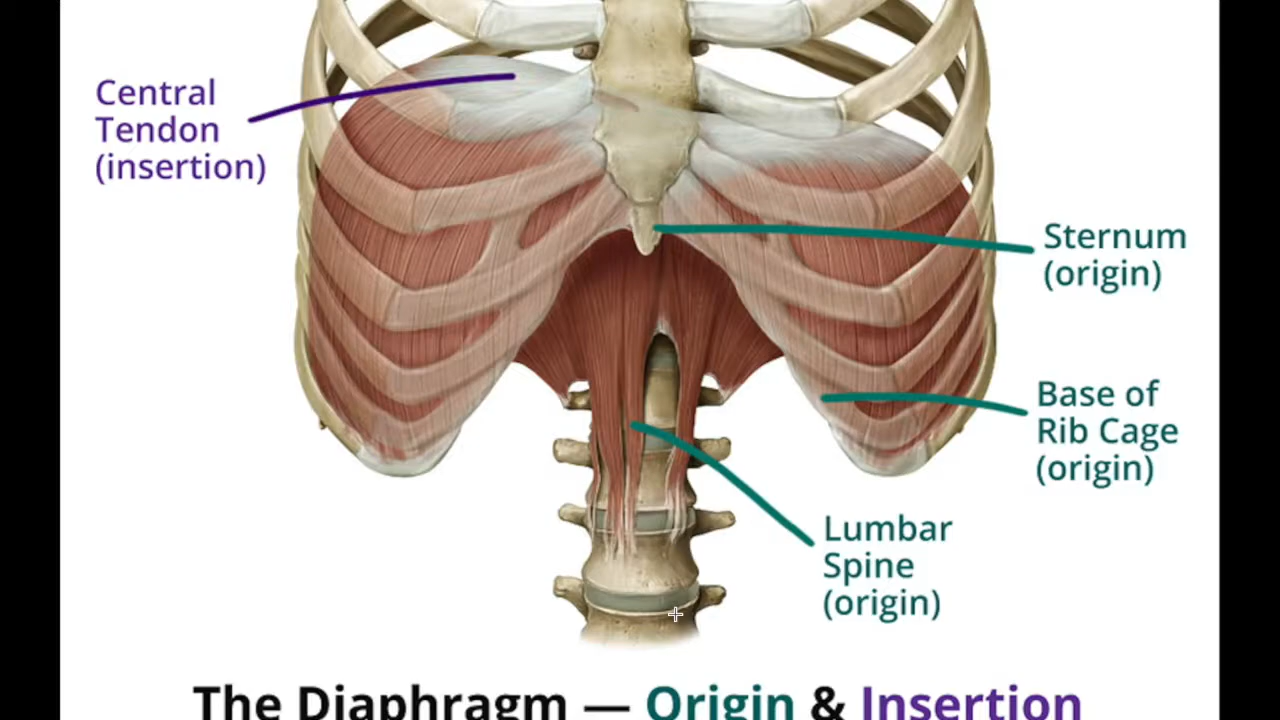 Central
Tendon
(insertion)
Sternum
(origin)
Base of
Rib Cage
(origin)
Lumbar
Spine
(origin)
The Diaphragm — Origin & Insertion